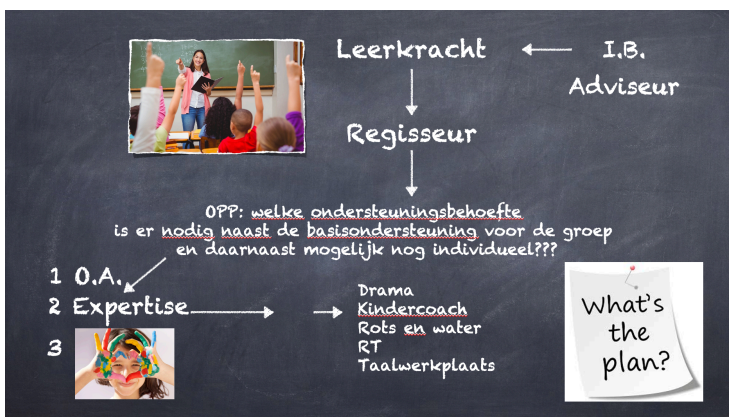 Leerkracht
I.B.
Adviseur
Regisseur
OPP: welke ondersteuningsbehoefte
is er nodig naast de basisondersteuning voor de groep
en daarnaast mogelijk nog individueel???
1 O.A.
2 Expertise
3
Drama
Kindercoach
Rots en water
RT
Taalwerkplaats
What's
the
plan?